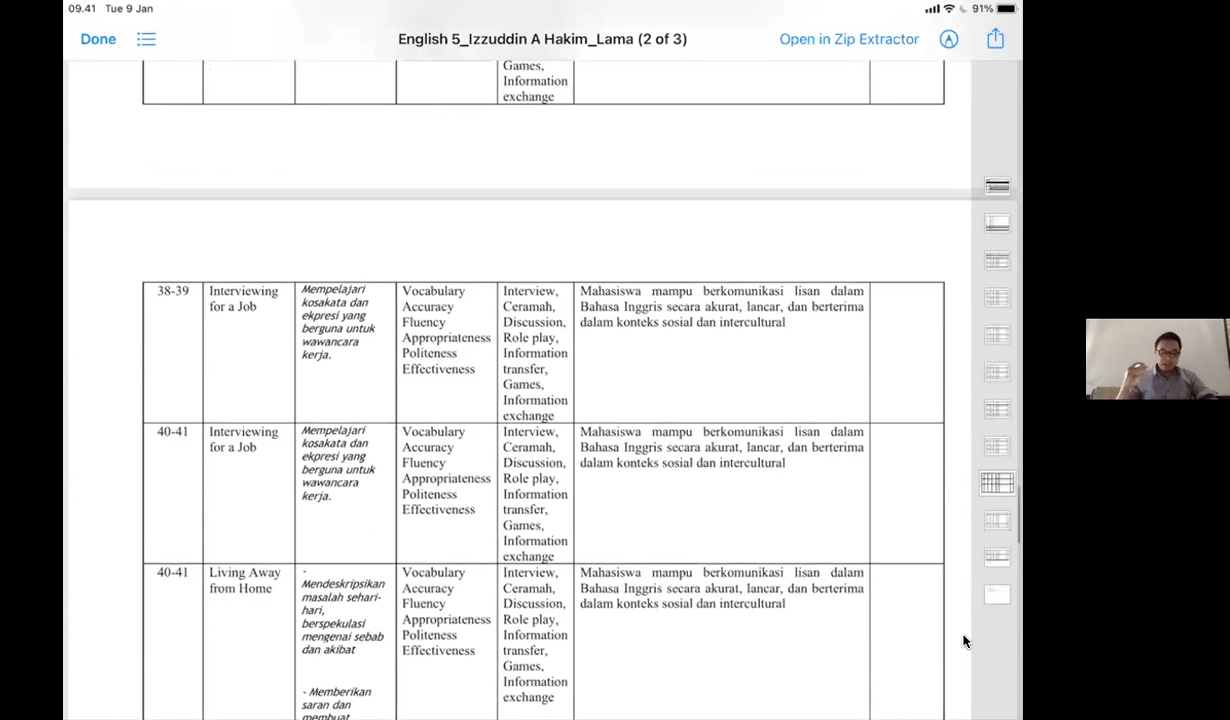 09.41 Tue 9 Jan 91%
Done English 5_Izzuddin A Hakim_Lama (2 of 3) Open in Zip Extractor
Games,
Information
exchange
38-39
Interviewing
for a Job
Mempelajari
kosakata dan
ekpresi yang
berguna untuk
wawancara
kerja.
Vocabulary
Accuracy
Fluency
Appropriateness
Politeness
Effectiveness
Interview,
Ceramah,
Discussion,
Role play,
Information
transfer,
Games,
Information
exchange
Mahasiswa mampu berkomunikasi lisan dalam
Bahasa Inggris secara akurat, lancar, dan berterima
dalam konteks sosial dan intercultural
40-41
Interviewing
for a Job
Mempelajari
kosakata dan
ekpresi yang
berguna untuk
wawancara
kerja.
Vocabulary
Accuracy
Fluency
Appropriateness
Politeness
Effectiveness
Interview,
Ceramah,
Discussion,
Role play,
Information
transfer,
Games,
Information
exchange
Mahasiswa mampu berkomunikasi lisan dalam
Bahasa Inggris secara akurat, lancar, dan berterima
dalam konteks sosial dan intercultural
40-41
Living Away
from Home
-
Mendeskripsikan
masalah sehari-
hari,
berspekulasi
mengenai sebab
dan akibat
- Memberikan
saran dan
membuat
Vocabulary
Accuracy
Fluency
Appropriateness
Politeness
Effectiveness
Interview,
Ceramah,
Discussion,
Role play,
Information
transfer,
Games,
Information
exchange
Mahasiswa mampu berkomunikasi lisan dalam
Bahasa Inggris secara akurat, lancar, dan berterima
dalam konteks sosial dan intercultural